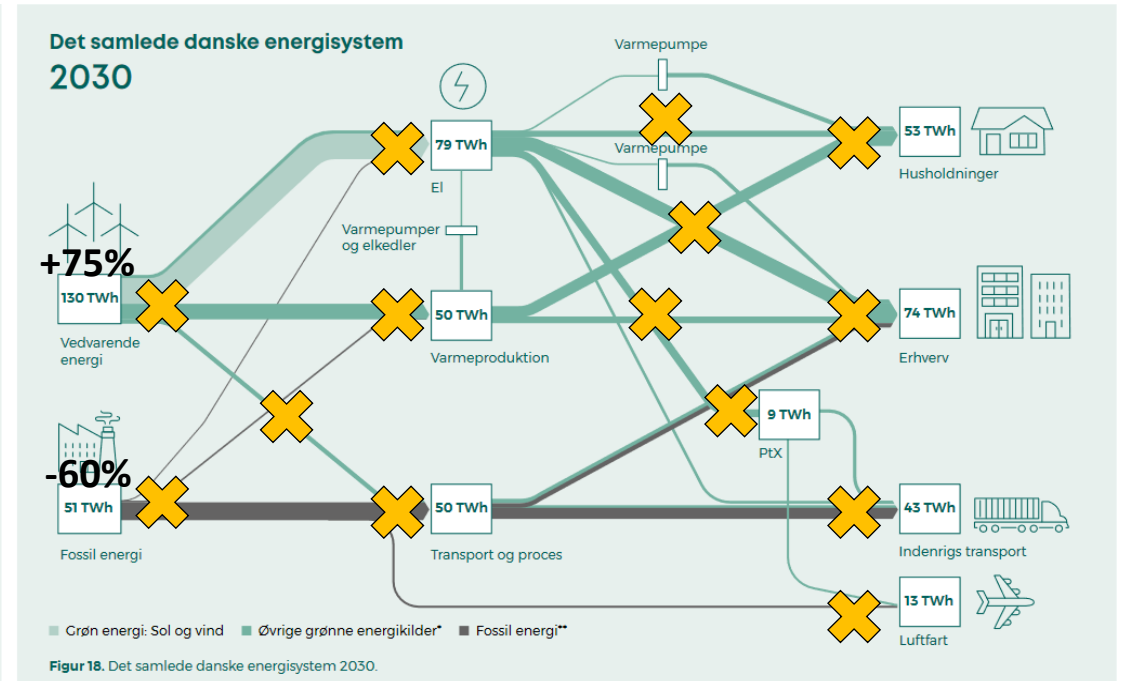 Det samlede danske energisystem
2030
Varmepumpe
79 TWh
El
Varmepumpe
53 TWh
Husholdninger
Varmepumper
og elkedler
+75%
130 TWh
Vedvarende
energi
50 TWh
Varmeproduktion
74 TWh
Erhverv
9 TWh
PtX
-60%
51 TWh
Fossil energi
50 TWh
Transport og proces
43 TWh
Indenrigs transport
13 TWh
Luftfart
Grøn energi: Sol og vind Øvrige grønne energikilder* Fossil energi**
Figur 18. Det samlede danske energisystem 2030.